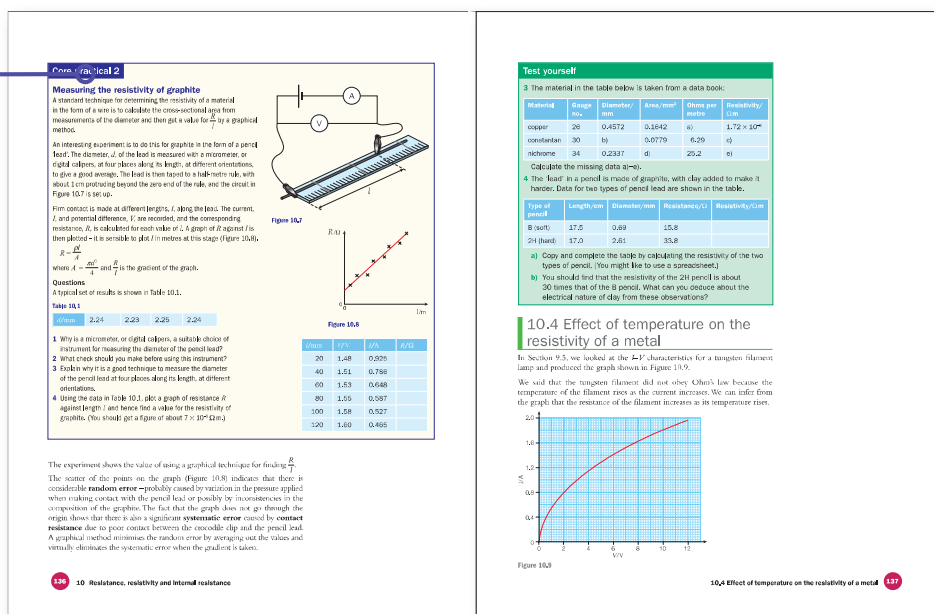 Core practical 2
Measuring the resistivity of graphite
A standard technique for determining the resistivity of a material
in the form of a wire is to calculate the cross-sectional area from
measurements of the diameter and then get a value for R/l by a graphical
method.
An interesting experiment is to do this for graphite in the form of a pencil
'lead'. The diameter, d, of the lead is measured with a micrometer, or
digital calipers, at four places along its length, at different orientations,
to give a good average. The lead is then taped to a half-metre rule, with
about 1 cm protruding beyond the zero end of the rule, and the circuit in
Figure 10.7 is set up.
Firm contact is made at different lengths, l, along the lead. The current,
I, and potential difference, V, are recorded, and the corresponding
resistance, R, is calculated for each value of l. A graph of R against l is
then plotted – it is sensible to plot l in metres at this stage (Figure 10.8).
R = ρl/A
where A = πd²/4 and R/l is the gradient of the graph.
Questions
A typical set of results is shown in Table 10.1.
Table 10.1
d/mm 2.24 2.23 2.25 2.24
1 Why is a micrometer, or digital calipers, a suitable choice of
instrument for measuring the diameter of the pencil lead?
2 What check should you make before using this instrument?
3 Explain why it is a good technique to measure the diameter
of the pencil lead at four places along its length, at different
orientations.
4 Using the data in Table 10.1, plot a graph of resistance R
against length l and hence find a value for the resistivity of
graphite. (You should get a figure of about 7 × 10⁻⁵ Ω m.)
A
V
l
Figure 10.7
R/Ω
0
0
l/m
Figure 10.8
l/mm V/V I/A R/Ω
20 1.48 0.925
40 1.51 0.786
60 1.53 0.648
80 1.55 0.587
100 1.58 0.527
120 1.60 0.465
The experiment shows the value of using a graphical technique for finding R/l.
The scatter of the points on the graph (Figure 10.8) indicates that there is
considerable random error – probably caused by variation in the pressure applied
when making contact with the pencil lead or possibly by inconsistencies in the
composition of the graphite. The fact that the graph does not go through the
origin shows that there is also a significant systematic error caused by contact
resistance due to poor contact between the crocodile clip and the pencil lead.
A graphical method minimises the random error by averaging out the values and
virtually eliminates the systematic error when the gradient is taken.
136 10 Resistance, resistivity and internal resistance
Test yourself
3 The material in the table below is taken from a data book:
Material Gauge no. Diameter/mm Area/mm² Ohms per metre Resistivity/Ω m
copper 26 0.4572 0.1642 a) 1.72 × 10⁻⁸
constantan 30 b) 0.0779 6.29 c)
nichrome 34 0.2337 d) 25.2 e)
Calculate the missing data a)–e).
4 The 'lead' in a pencil is made of graphite, with clay added to make it
harder. Data for two types of pencil lead are shown in the table.
Type of pencil Length/cm Diameter/mm Resistance/Ω Resistivity/Ω m
B (soft) 17.5 0.69 15.8
2H (hard) 17.0 2.61 33.8
a) Copy and complete the table by calculating the resistivity of the two
types of pencil. (You might like to use a spreadsheet.)
b) You should find that the resistivity of the 2H pencil is about
30 times that of the B pencil. What can you deduce about the
electrical nature of clay from these observations?
10.4 Effect of temperature on the
resistivity of a metal
In Section 9.5, we looked at the I–V characteristics for a tungsten filament
lamp and produced the graph shown in Figure 10.9.
We said that the tungsten filament did not obey Ohm's law because the
temperature of the filament rises as the current increases. We can infer from
the graph that the resistance of the filament increases as its temperature rises.
2.0
1.6
1.2
I/A
0.8
0.4
0
0 2 4 6 8 10 12
V/V
Figure 10.9
10.4 Effect of temperature on the resistivity of a metal 137